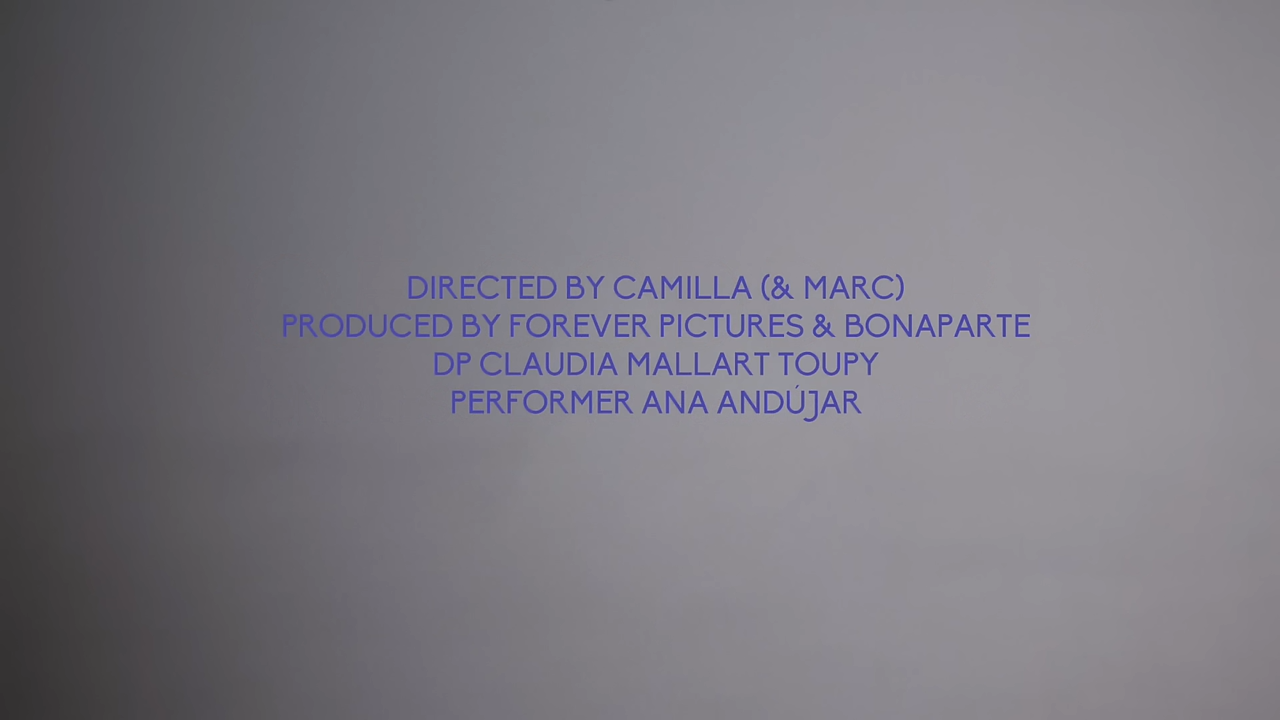 DIRECTED BY CAMILLA (& MARC)
PRODUCED BY FOREVER PICTURES & BONAPARTE
DP CLAUDIA MALLART TOUPY
PERFORMER ANA ANDÚJAR